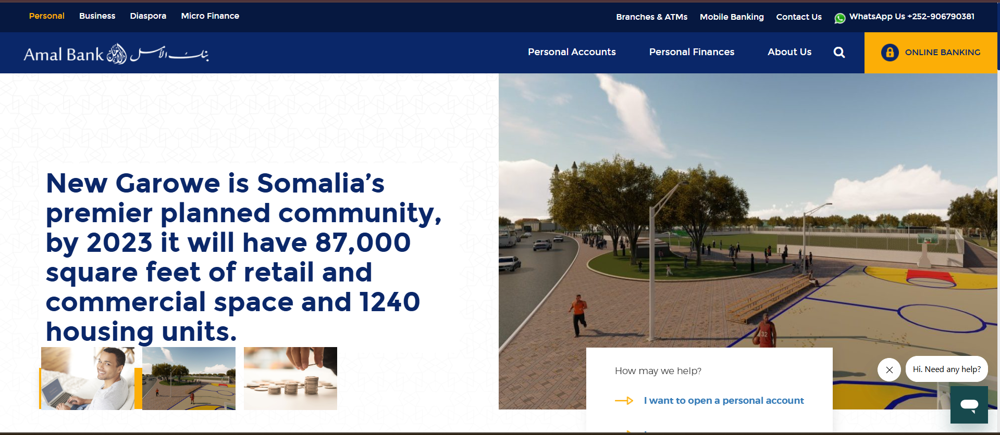 Personal Business Diaspora Micro Finance
Branches & ATMs Mobile Banking Contact Us WhatsApp Us +252-906790381
Amal Bank بنك الأمل
Personal Accounts Personal Finances About Us
ONLINE BANKING
New Garowe is Somalia’s
premier planned community,
by 2023 it will have 87,000
square feet of retail and
commercial space and 1240
housing units.
32
How may we help?
I want to open a personal account
Hi. Need any help?